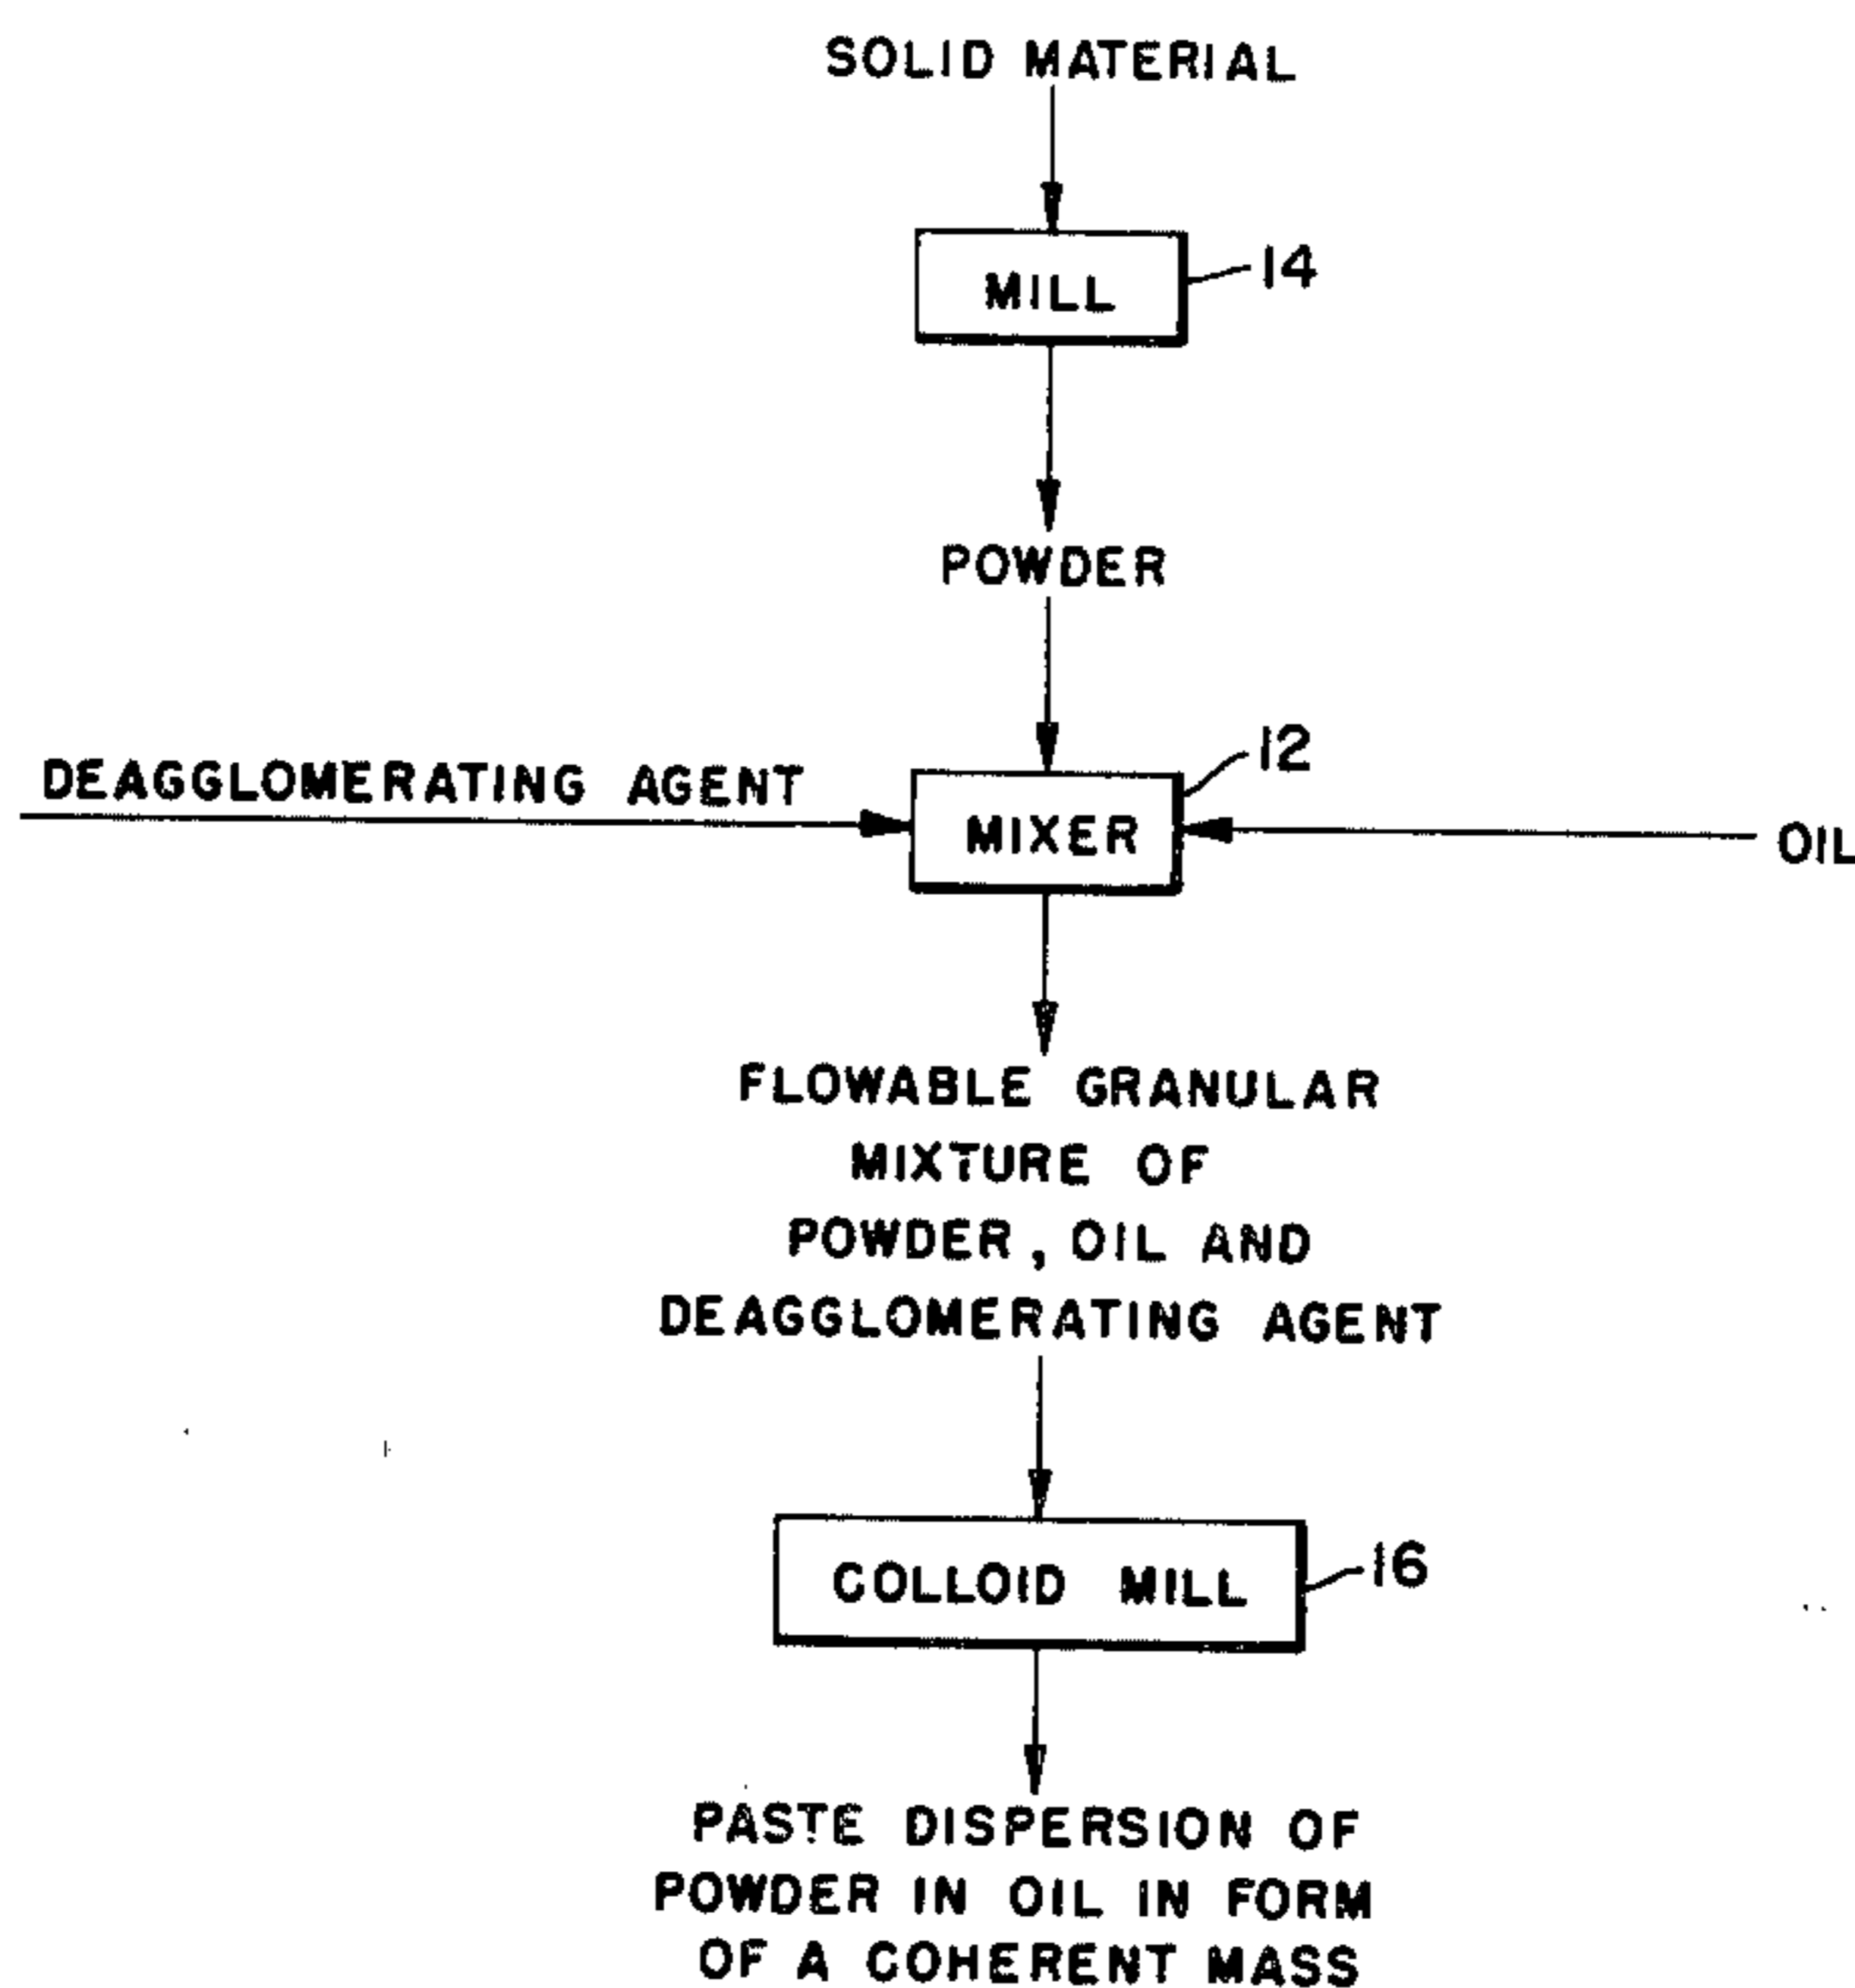 SOLID MATERIAL
MILL
14
POWDER
12
DEAGGLOMERATING AGENT
MIXER
OIL
FLOWABLE GRANULAR
MIXTURE OF
POWDER, OIL AND
DEAGGLOMERATING AGENT
COLLOID MILL
16
PASTE DISPERSION OF
POWDER IN OIL IN FORM
OF A COHERENT MASS